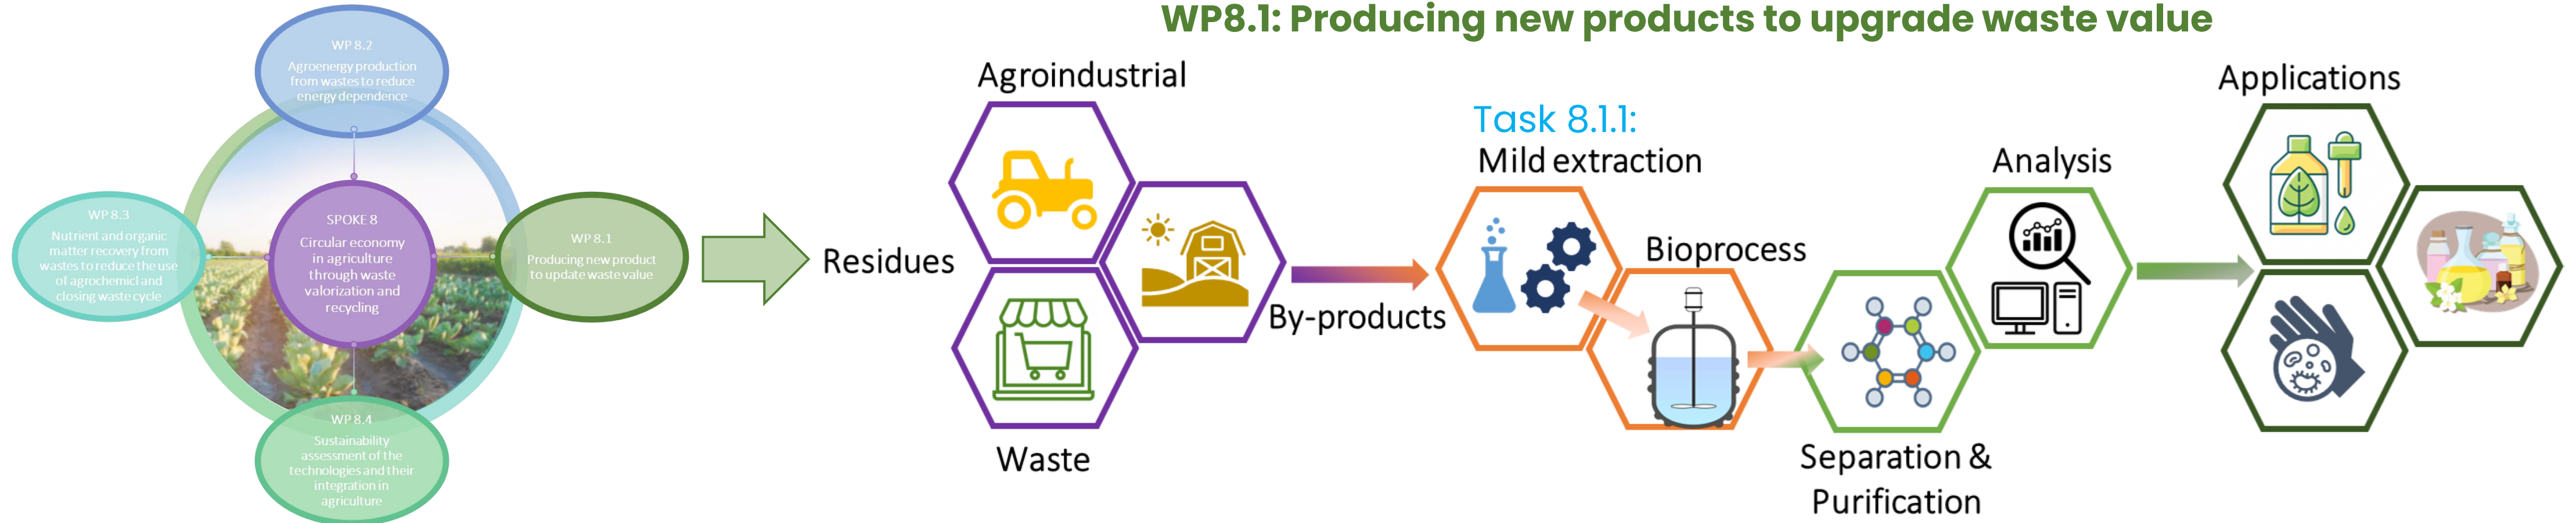 WP8.1: Producing new products to upgrade waste value
WP 8.2
Agroenergy production
from wastes to reduce
energy dependence
WP 8.3
Nutrient and organic
matter recovery from
wastes to reduce the use
of agrochemicl and
closing waste cycle
SPOKE 8
Circular economy
in agriculture
through waste
valorization and
recycling
WP 8.1
Producing new product
to update waste value
WP 8.4
Sustainability
assessment of the
technologies and their
integration in
agriculture
Residues
Agroindustrial
Waste
By-products
Task 8.1.1:
Mild extraction
Bioprocess
Separation &
Purification
Analysis
Applications